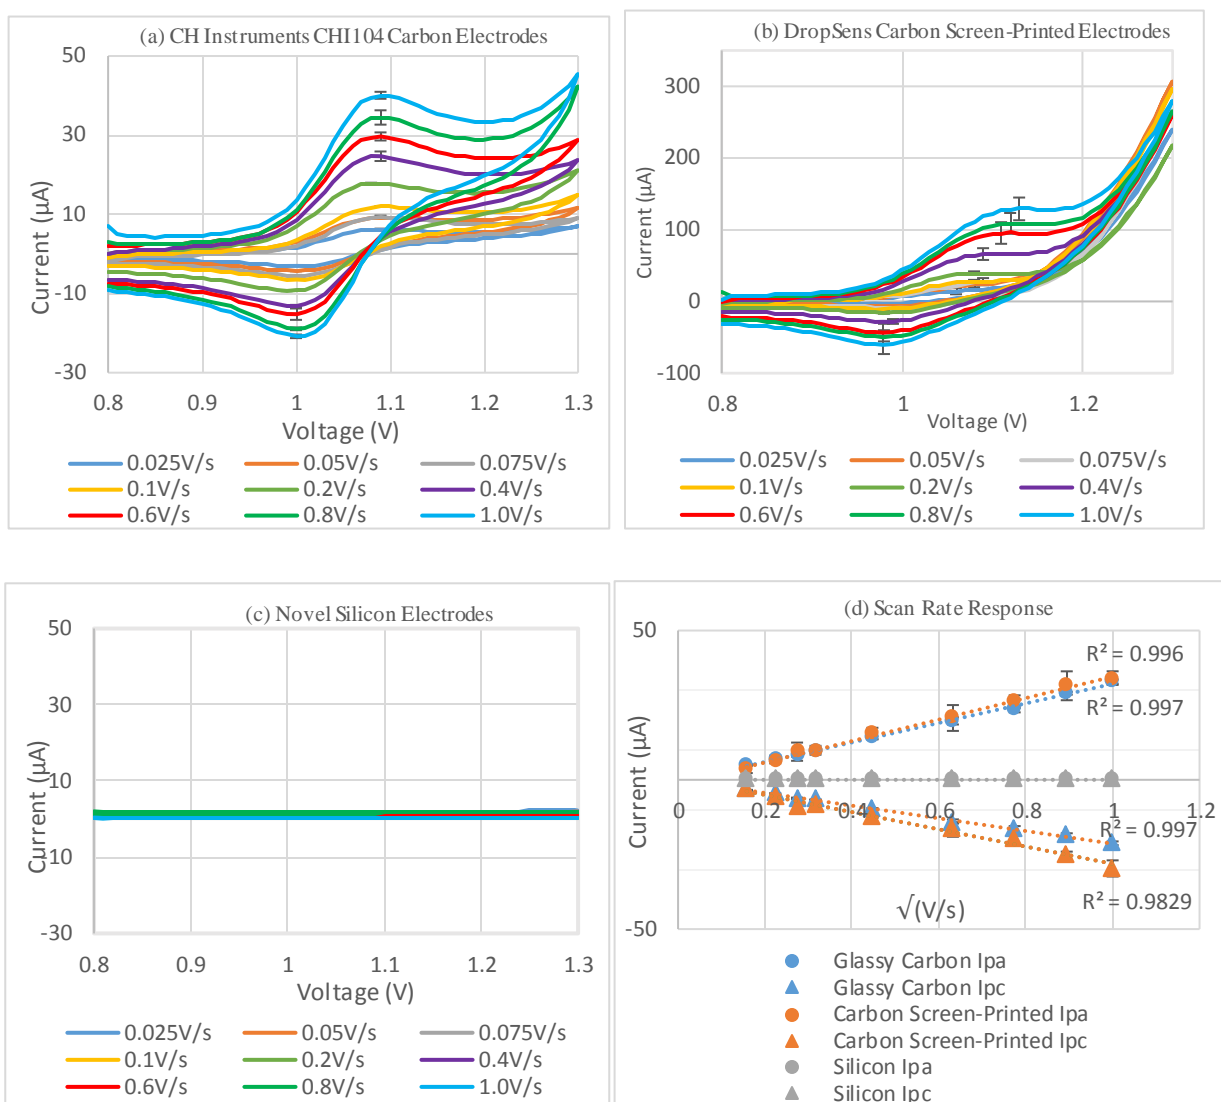 (a) CH Instruments CHI104 Carbon Electrodes
50
30
10
-10
-30
Current (µA)
0.8 0.9 1 1.1 1.2 1.3
Voltage (V)
0.025V/s 0.05V/s 0.075V/s
0.1V/s 0.2V/s 0.4V/s
0.6V/s 0.8V/s 1.0V/s
(b) DropSens Carbon Screen-Printed Electrodes
300
200
100
0
-100
Current (µA)
0.8 1 1.2
Voltage (V)
0.025V/s 0.05V/s 0.075V/s
0.1V/s 0.2V/s 0.4V/s
0.6V/s 0.8V/s 1.0V/s
(c) Novel Silicon Electrodes
50
30
10
-10
-30
Current (µA)
0.8 0.9 1 1.1 1.2 1.3
Voltage (V)
0.025V/s 0.05V/s 0.075V/s
0.1V/s 0.2V/s 0.4V/s
0.6V/s 0.8V/s 1.0V/s
(d) Scan Rate Response
50
R² = 0.996
R² = 0.997
Current (µA)
0 0.2 0.4 0.6 0.8 1 1.2
R² = 0.997
R² = 0.9829
√(V/s)
-50
Glassy Carbon Ipa
Glassy Carbon Ipc
Carbon Screen-Printed Ipa
Carbon Screen-Printed Ipc
Silicon Ipa
Silicon Ipc